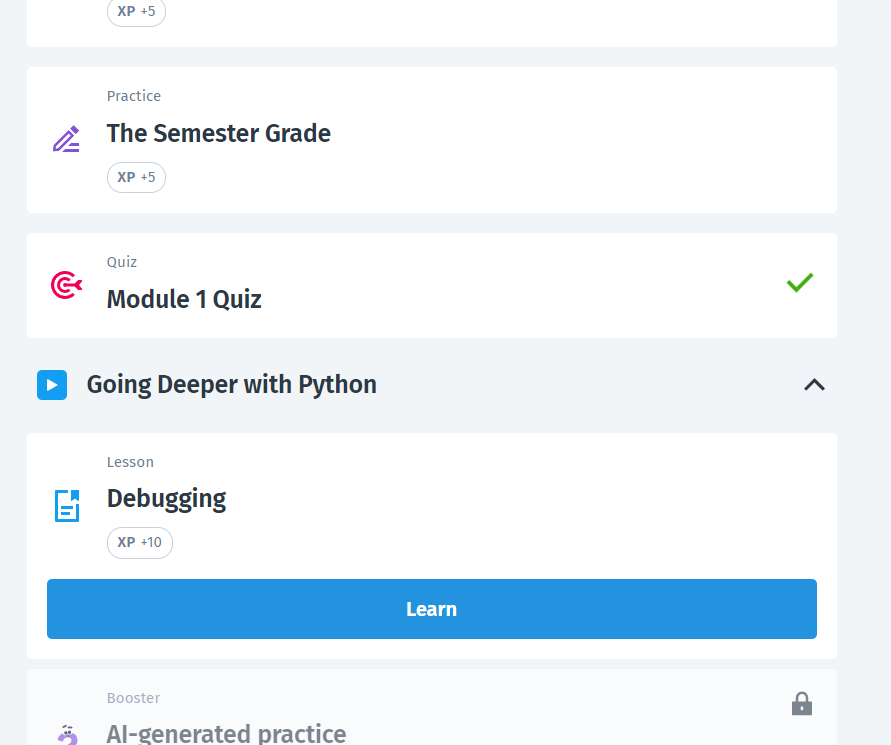 XP +5
Practice
The Semester Grade
XP +5
Quiz
Module 1 Quiz
Going Deeper with Python
Lesson
Debugging
XP +10
Learn
Booster
AI-generated practice